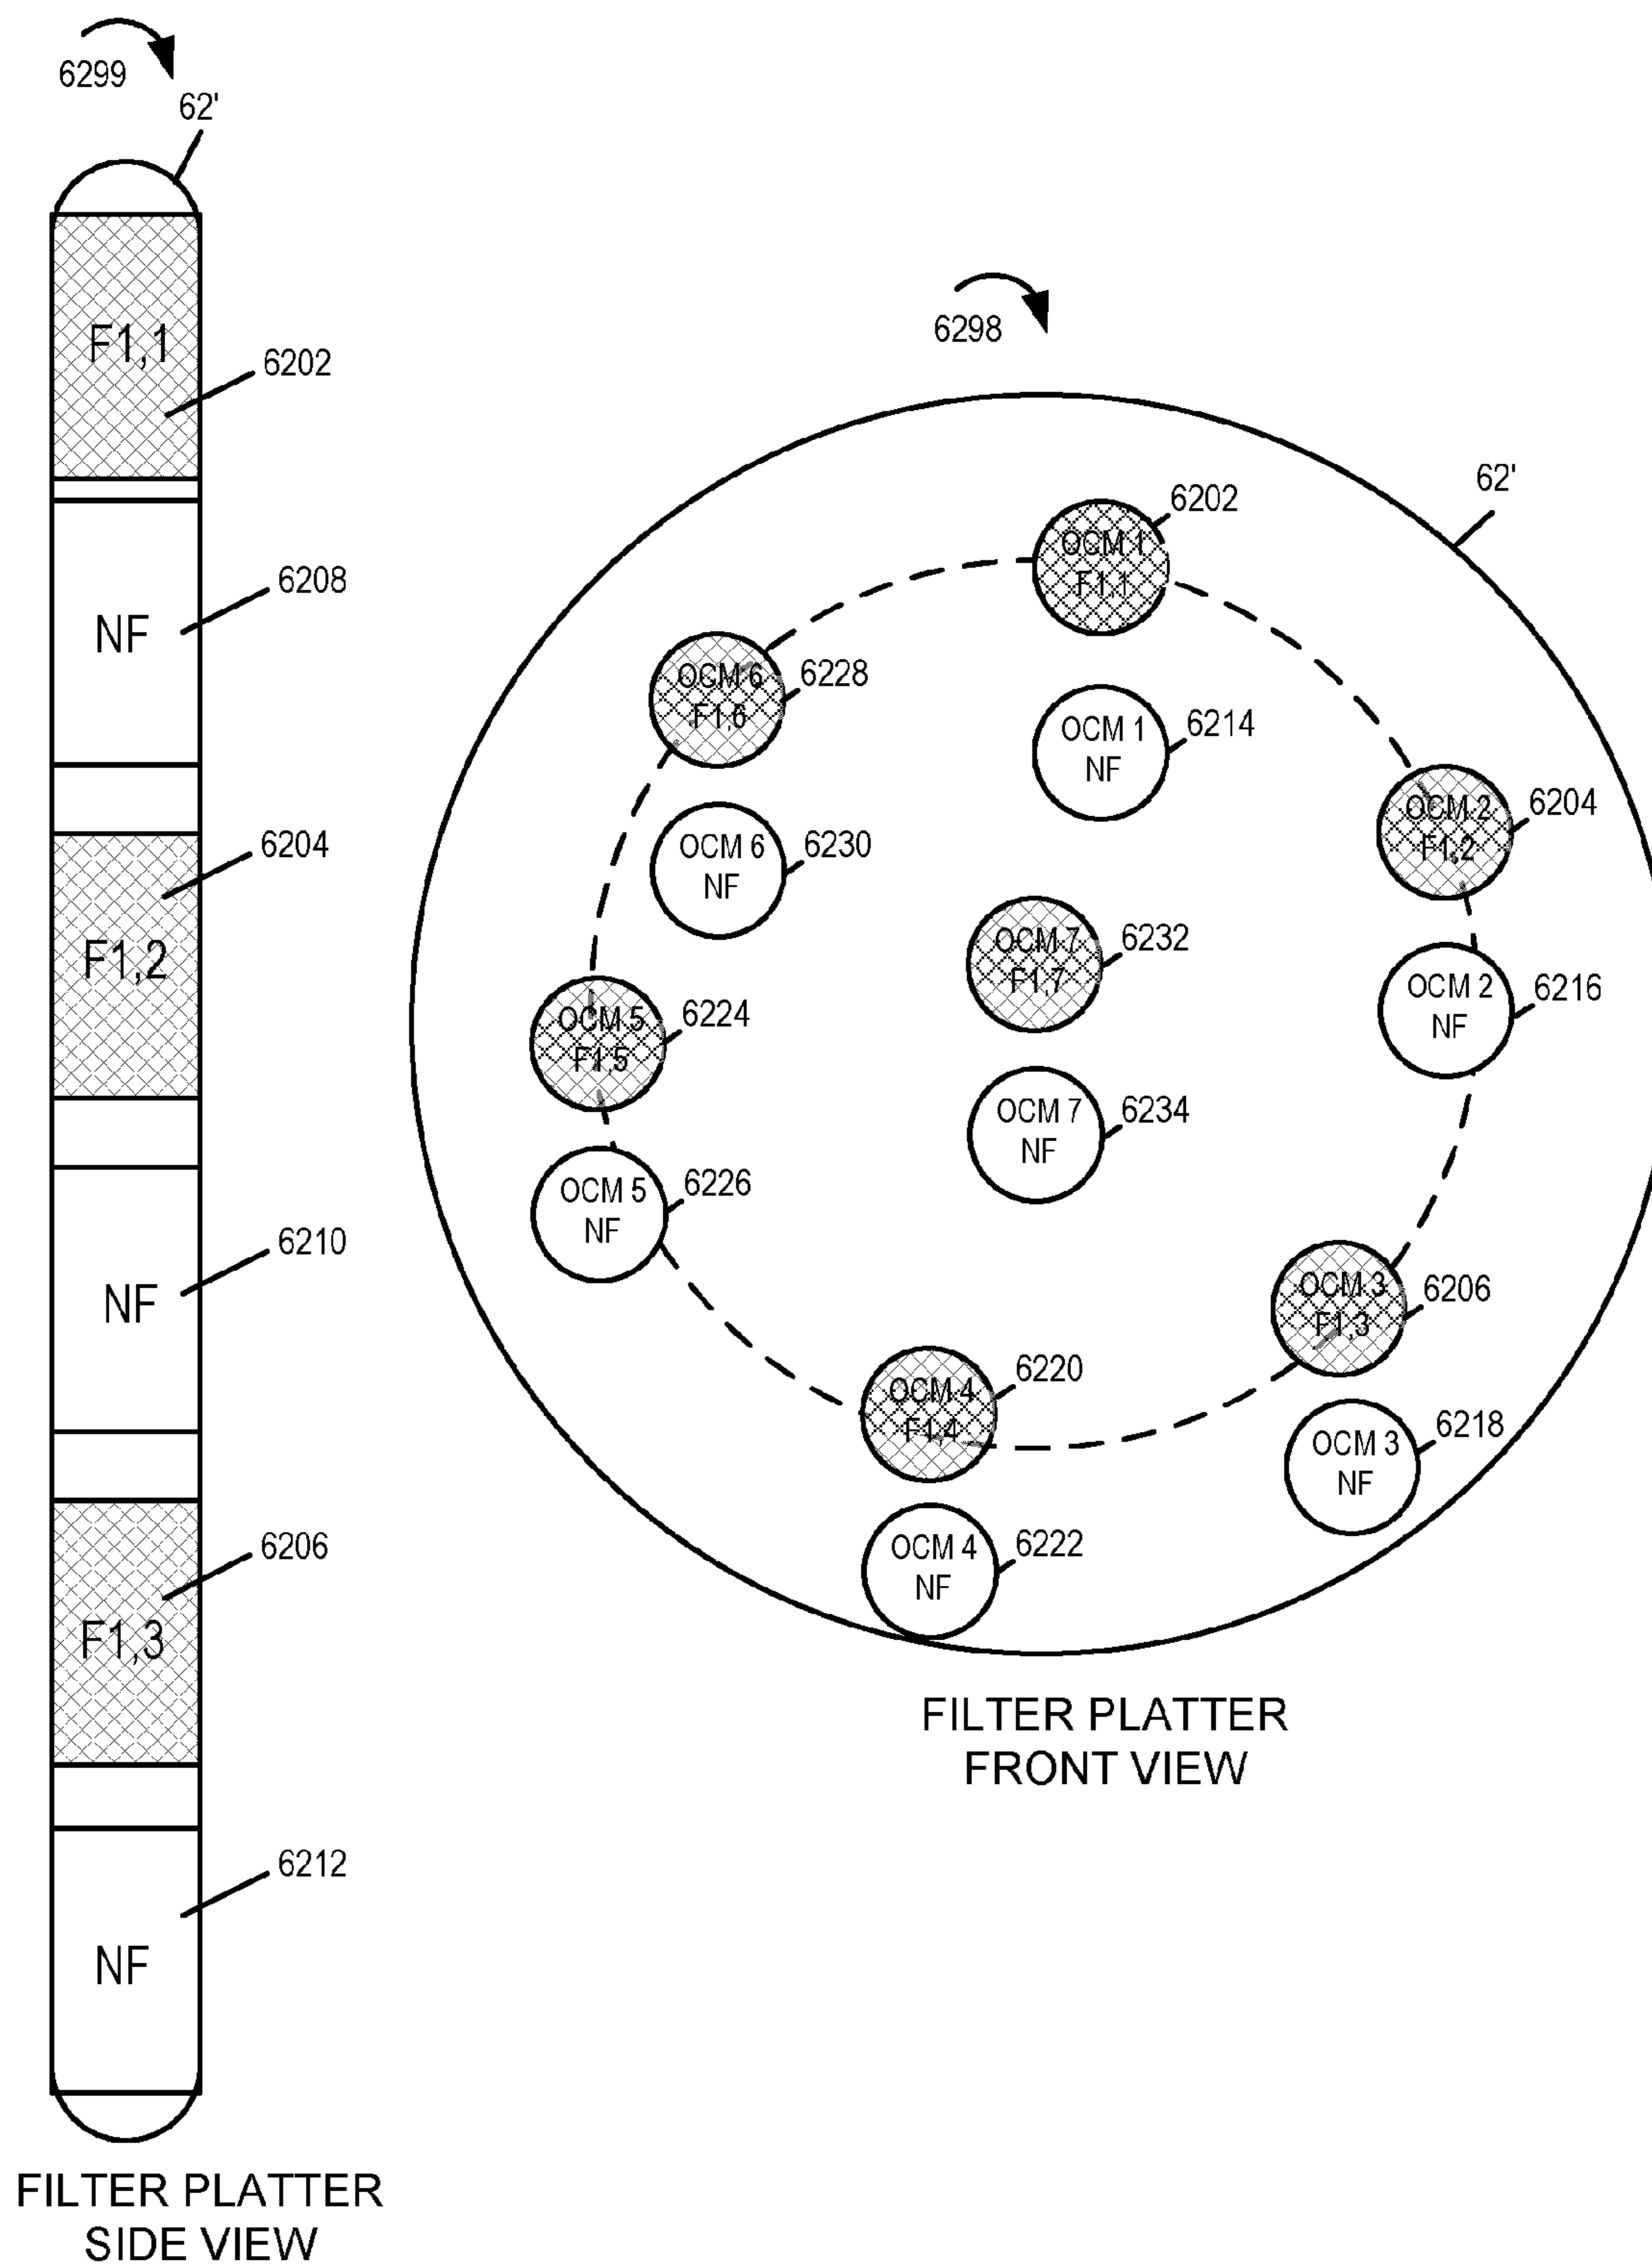 6299
62'
F1,1
6202
6208
NF
6204
F1,2
6210
NF
6206
F1,3
6212
NF
FILTER PLATTER
SIDE VIEW
6298
62'
6202
OCM 1
F1,1
6228
OCM 6
F1,6
6214
OCM 1
NF
6204
OCM 2
F1,2
6230
OCM 6
NF
6232
OCM 7
F1,7
6216
OCM 2
NF
6224
OCM 5
F1,5
6234
OCM 7
NF
6226
OCM 5
NF
6206
OCM 3
F1,3
6220
OCM 4
F1,4
6218
OCM 3
NF
6222
OCM 4
NF
FILTER PLATTER
FRONT VIEW